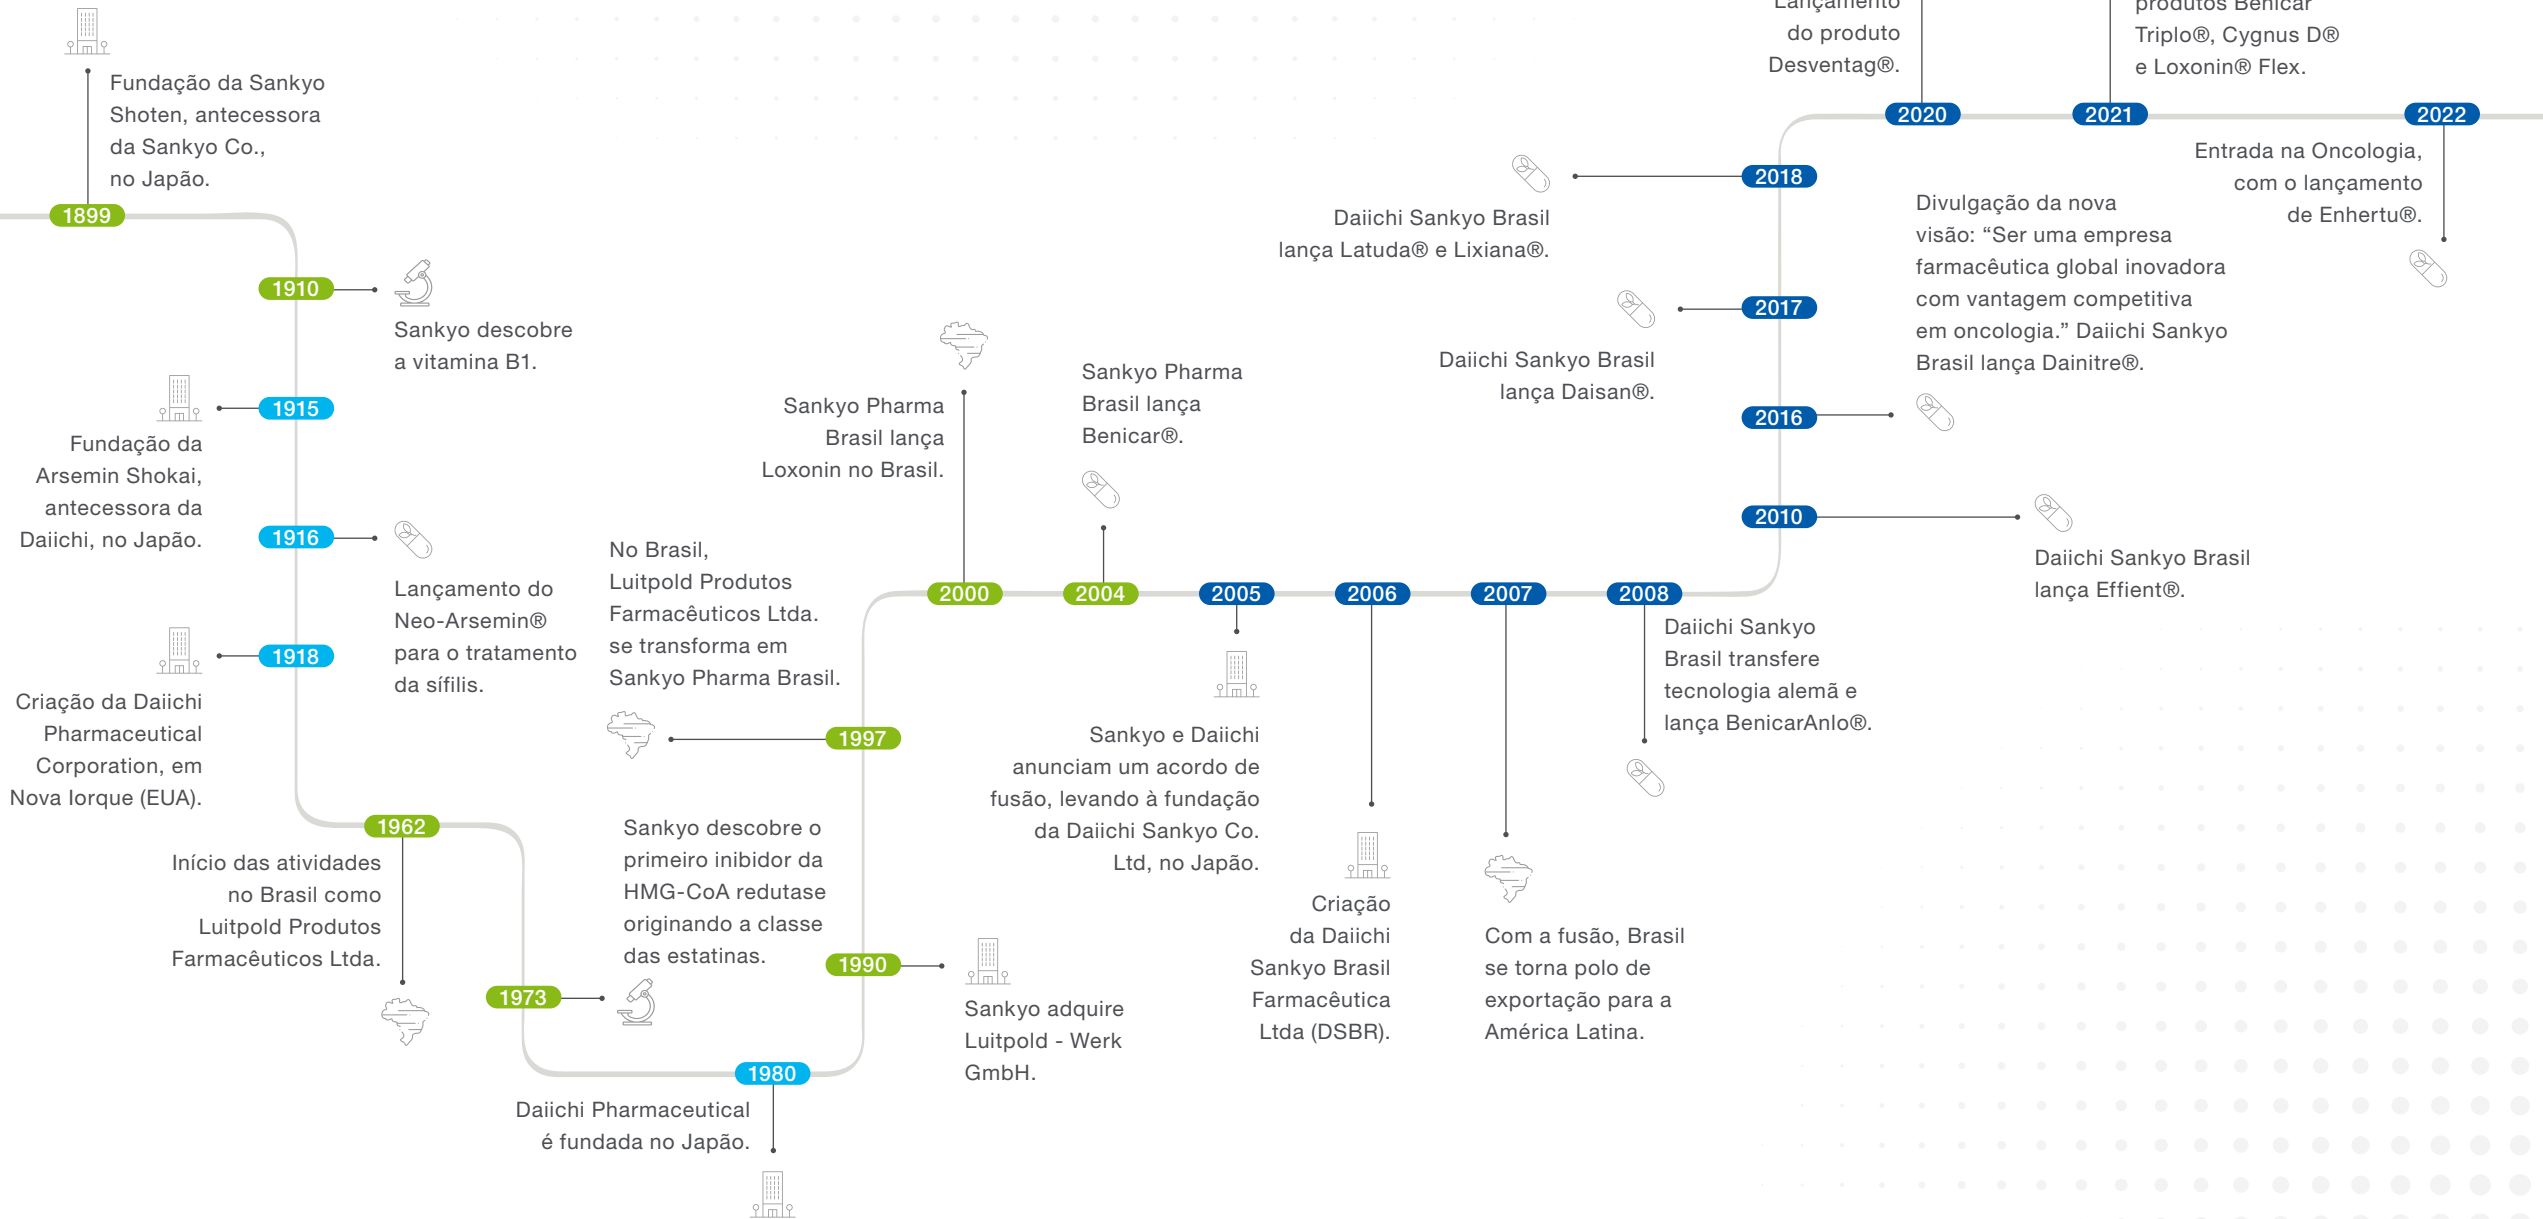 1899
Fundação da Sankyo
Shoten, antecessora
da Sankyo Co.,
no Japão.
1910
Sankyo descobre
a vitamina B1.
1915
Fundação da
Arsemin Shokai,
antecessora da
Daiichi, no Japão.
1916
Lançamento do
Neo-Arsemin®
para o tratamento
da sífilis.
1918
Criação da Daiichi
Pharmaceutical
Corporation, em
Nova Iorque (EUA).
1962
Início das atividades
no Brasil como
Luitpold Produtos
Farmacêuticos Ltda.
1973
Sankyo descobre o
primeiro inibidor da
HMG-CoA redutase
originando a classe
das estatinas.
1980
Daiichi Pharmaceutical
é fundada no Japão.
1990
Sankyo adquire
Luitpold - Werk
GmbH.
1997
No Brasil,
Luitpold Produtos
Farmacêuticos Ltda.
se transforma em
Sankyo Pharma Brasil.
2000
Sankyo Pharma
Brasil lança
Loxonin no Brasil.
2004
Sankyo Pharma
Brasil lança
Benicar®.
2005
Sankyo e Daiichi
anunciam um acordo de
fusão, levando à fundação
da Daiichi Sankyo Co.
Ltd, no Japão.
2006
Criação
da Daiichi
Sankyo Brasil
Farmacêutica
Ltda (DSBR).
2007
Com a fusão, Brasil
se torna polo de
exportação para a
América Latina.
2008
Daiichi Sankyo
Brasil transfere
tecnologia alemã e
lança BenicarAnlo®.
2010
Daiichi Sankyo Brasil
lança Effient®.
2016
Divulgação da nova
visão: “Ser uma empresa
farmacêutica global inovadora
com vantagem competitiva
em oncologia.” Daiichi Sankyo
Brasil lança Dainitre®.
2017
Daiichi Sankyo Brasil
lança Daisan®.
2018
Daiichi Sankyo Brasil
lança Latuda® e Lixiana®.
2020
Lançamento
do produto
Desventag®.
2021
produtos Benicar
Triplo®, Cygnus D®
e Loxonin® Flex.
2022
Entrada na Oncologia,
com o lançamento
de Enhertu®.